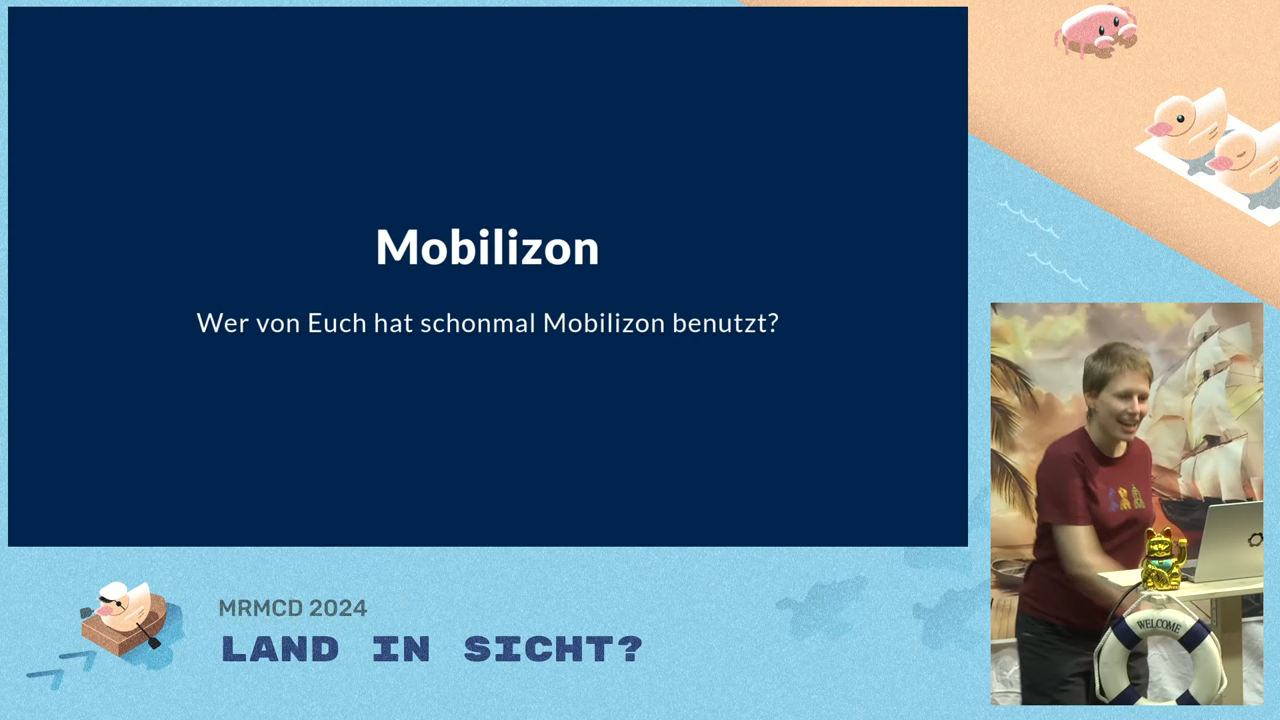 Mobilizon
Wer von Euch hat schonmal Mobilizon benutzt?
MRMCD 2024
LAND IN SICHT?
WELCOME